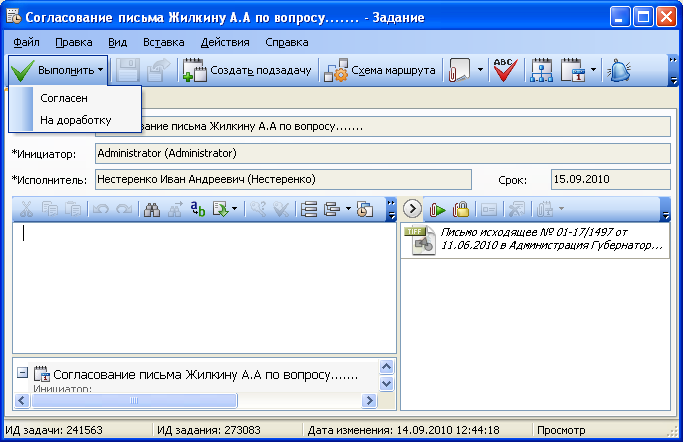 Согласование письма Жилкину А.А по вопросу....... - Задание
Файл Правка Вид Вставка Действия Справка
Выполнить Создать подзадачу Схема маршрута ABC 1
Согласен
На доработку
ование письма Жилкину А.А по вопросу.......
*Инициатор: Administrator (Administrator)
*Исполнитель: Нестеренко Иван Андреевич (Нестеренко) Срок: 15.09.2010
TIFF Письмо исходящее № 01-17/1497 от
11.06.2010 в Администрация Губернатор...
Согласование письма Жилкину А.А по вопросу.......
Инициатор:
ИД задачи: 241563 ИД задания: 273083 Дата изменения: 14.09.2010 12:44:18 Просмотр